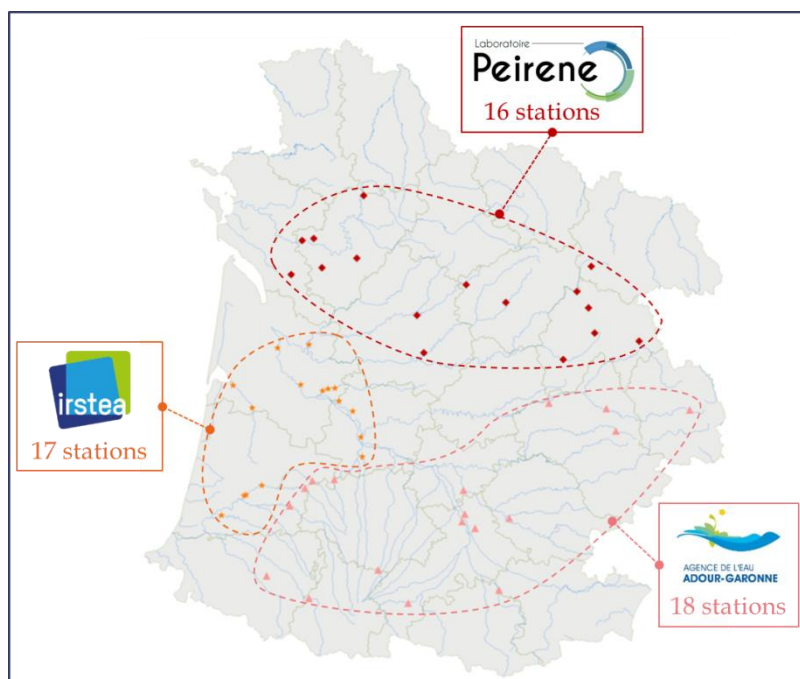 Laboratoire
Peirene
16 stations
irstea
17 stations
AGENCE DE L'EAU
ADOUR-GARONNE
18 stations